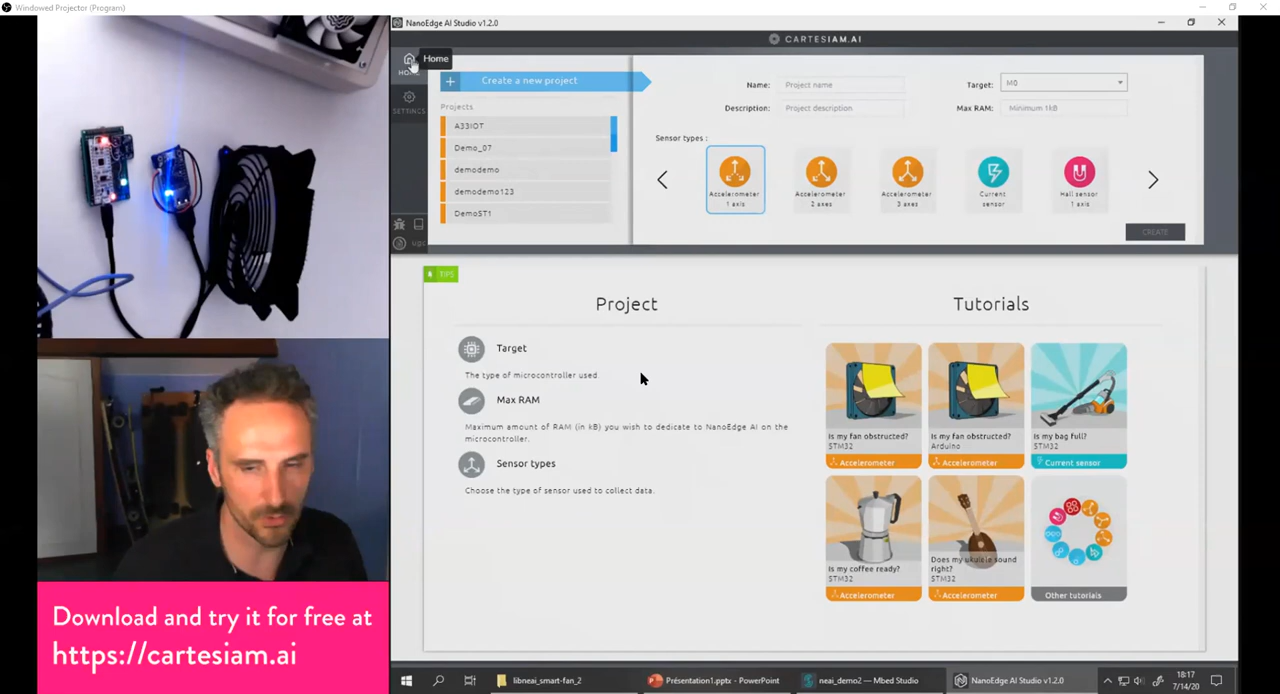 Windowed Projector (Program)
NanoEdge AI Studio v1.2.0
CARTESIAM.AI
HOME
Home
SETTINGS
Create a new project
Projects
A33IOT
Demo_07
demodemo
demodemo123
DemoST1
Name:
Project name
Target:
M0
Description:
Project description
Max RAM:
Minimum 1kB
Sensor types :
Accelerometer
1 axis
Accelerometer
2 axes
Accelerometer
3 axes
Current
sensor
Hall sensor
1 axis
CREATE
TIPS
Project
Target
The type of microcontroller used.
Max RAM
Maximum amount of RAM (in kB) you wish to dedicate to NanoEdge AI on the
microcontroller.
Sensor types
Choose the type of sensor used to collect data.
Tutorials
Is my fan obstructed?
STM32
Accelerometer
Is my fan obstructed?
Arduino
Accelerometer
Is my bag full?
STM32
Current sensor
Is my coffee ready?
STM32
Accelerometer
Does my ukulele sound
right?
STM32
Accelerometer
Other tutorials
Download and try it for free at
https://cartesiam.ai
libneai_smart-fan_2
Présentation1.pptx - PowerPoint
neai_demo2 — Mbed Studio
NanoEdge AI Studio v1.2.0
18:17
7/14/20